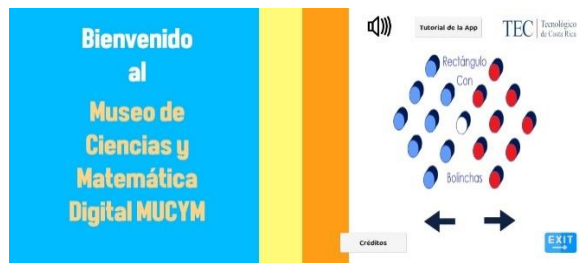 Bienvenido
al
Museo de
Ciencias y
Matemática
Digital MUCYM
Tutorial de la App
TEC Tecnológico
de Costa Rica
Rectángulo
Con
Bolinchas
Créditos
EXIT